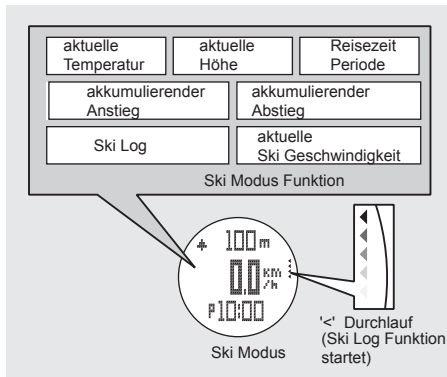 aktuelle
Temperatur
aktuelle
Höhe
Reisezeit
Periode
akkumulierender
Anstieg
akkumulierender
Abstieg
Ski Log
aktuelle
Ski Geschwindigkeit
Ski Modus Funktion
100m
0.0 KM/h
P10:00
Ski Modus
'<' Durchlauf
(Ski Log Funktion
startet)